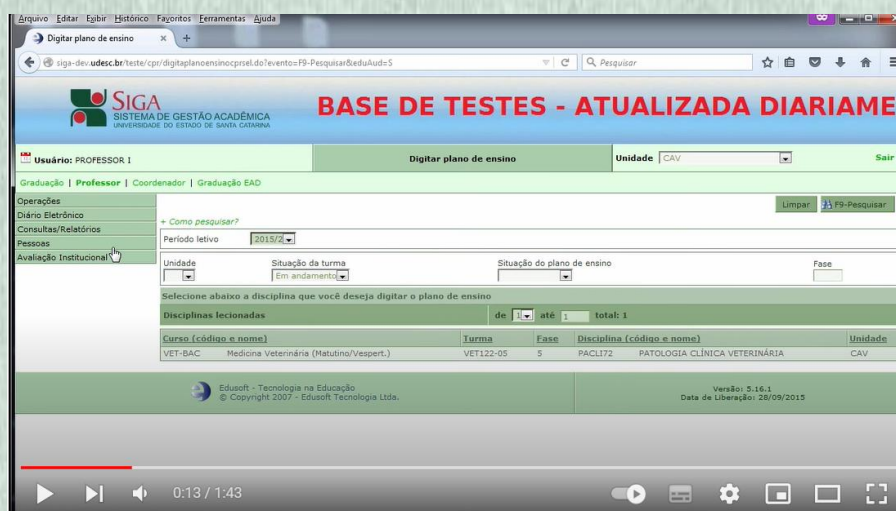 Arquivo Editar Exibir Histórico Favoritos Ferramentas Ajuda
Digitar plano de ensino
siga-dev.udesc.br/teste/cpr/digitaplanoensinocprsel.do?evento=F9-Pesquisar&eduAud=S
Pesquisar
SIGA
SISTEMA DE GESTÃO ACADÊMICA
UNIVERSIDADE DO ESTADO DE SANTA CATARINA
BASE DE TESTES - ATUALIZADA DIARIAME
Usuário: PROFESSOR 1 Digitar plano de ensino Unidade CAV Sair
Graduação | Professor | Coordenador | Graduação EAD
Operações
Diário Eletrônico
Consultas/Relatórios
Pessoas
Avaliação Institucional
Limpar F9-Pesquisar
+ Como pesquisar?
Período letivo 2015/2
Unidade Situação da turma Situação do plano de ensino Fase
Em andamento
Selecione abaixo a disciplina que você deseja digitar o plano de ensino
Disciplinas lecionadas de 1 até 1 total: 1
Curso (código e nome) Turma Fase Disciplina (código e nome) Unidade
VET-BAC Medicina Veterinária (Matutino/Vespert.) VET122-05 5 PACLI72 PATOLOGIA CLÍNICA VETERINÁRIA CAV
Edusoft - Tecnologia na Educação
© Copyright 2007 - Edusoft Tecnologia Ltda.
Versão: 5.16.1
Data de Liberação: 28/09/2015
0:13 / 1:43